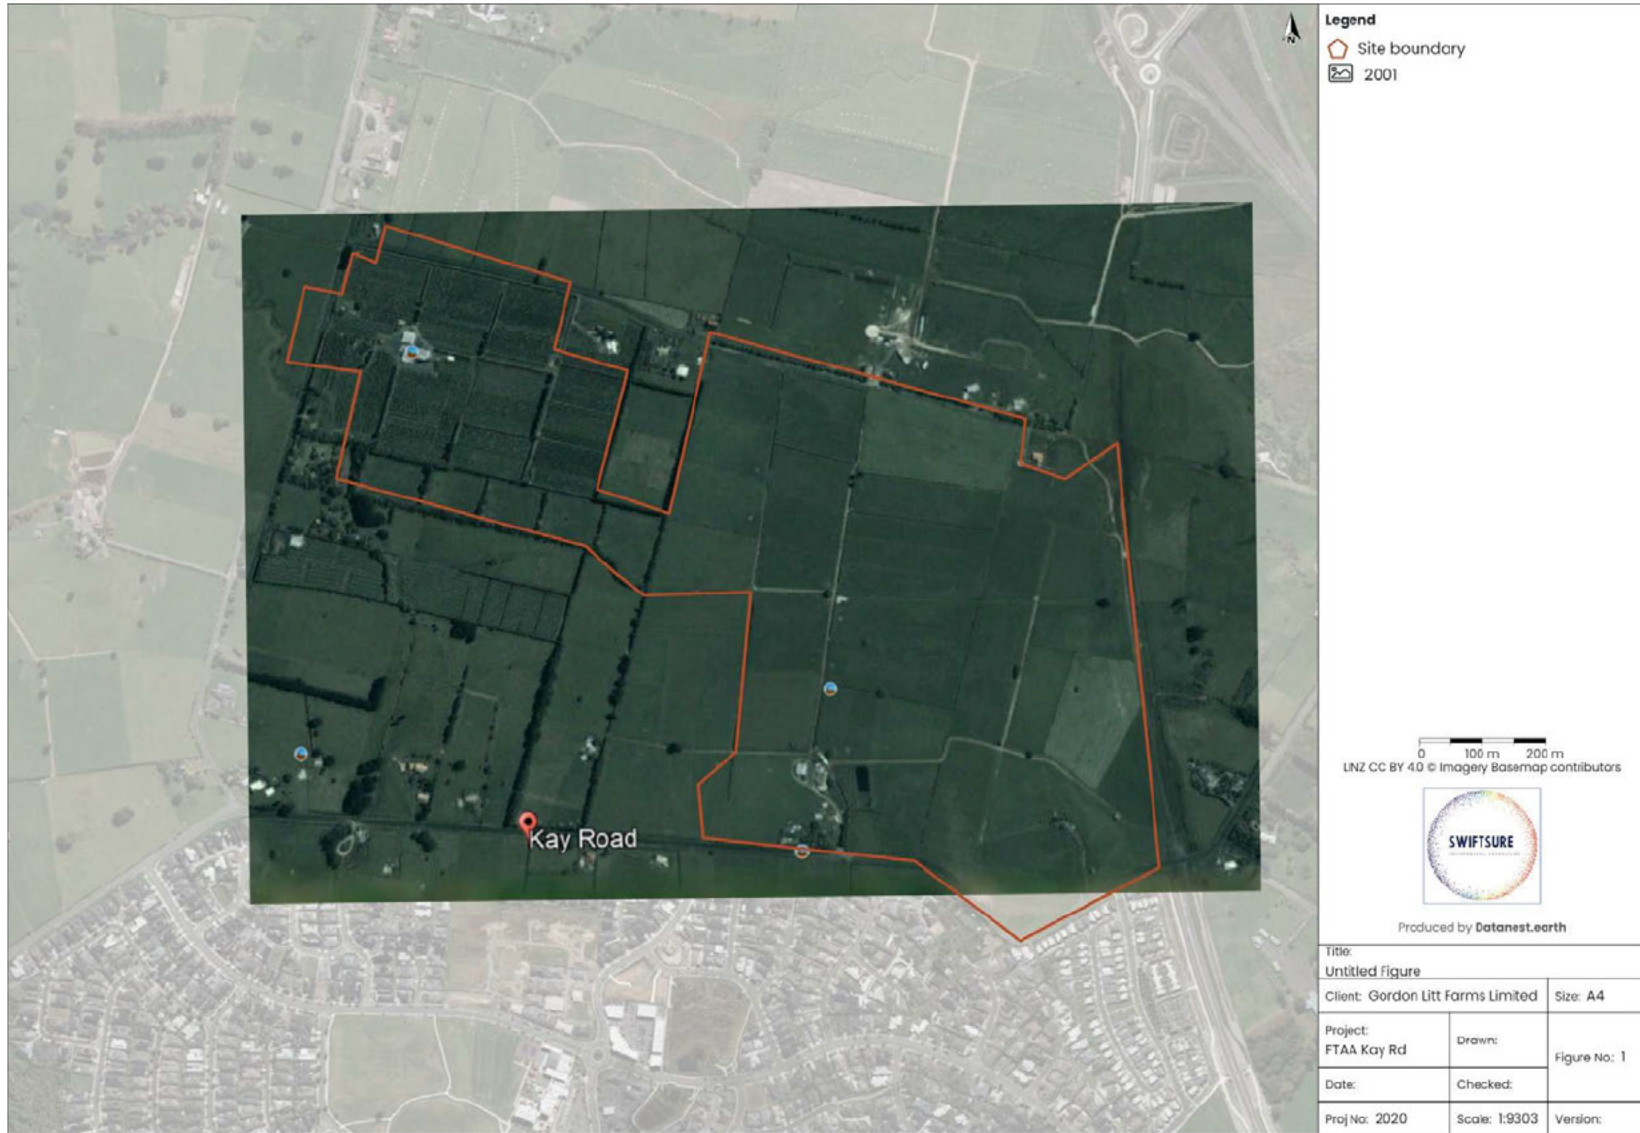 N
Legend
Site boundary
2001
Kay Road
0 100 m 200 m
LINZ CC BY 4.0 © Imagery Basemap contributors
SWIFTSURE
Produced by Datanest.earth
Title:
Untitled Figure
Client: Gordon Litt Farms Limited Size: A4
Project:
FTAA Kay Rd
Drawn:
Figure No.: 1
Date: Checked:
Proj No: 2020 Scale: 1:9303 Version: